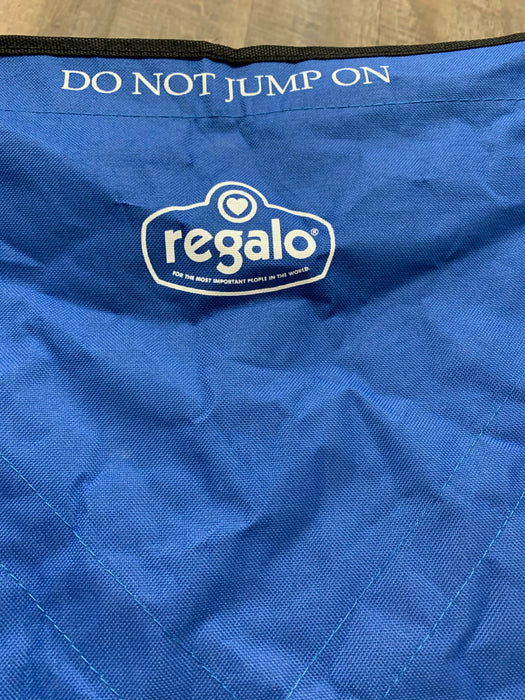 DO NOT JUMP ON
regalo®
FOR THE MOST IMPORTANT PEOPLE IN THE WORLD.